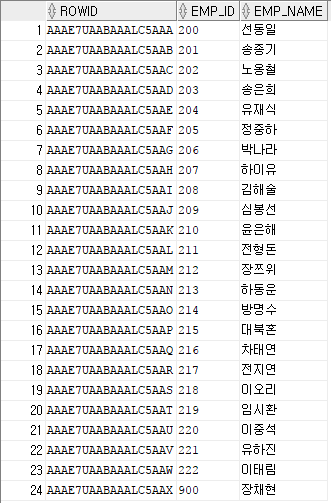 ROWID EMP_ID EMP_NAME
1 AAAE7UAABAAALC5AAA 200 선동일
2 AAAE7UAABAAALC5AAB 201 송종기
3 AAAE7UAABAAALC5AAC 202 노옹철
4 AAAE7UAABAAALC5AAD 203 송은희
5 AAAE7UAABAAALC5AAE 204 유재식
6 AAAE7UAABAAALC5AAF 205 정중하
7 AAAE7UAABAAALC5AAG 206 박나라
8 AAAE7UAABAAALC5AAH 207 하이유
9 AAAE7UAABAAALC5AAI 208 김해술
10 AAAE7UAABAAALC5AAJ 209 심봉선
11 AAAE7UAABAAALC5AAK 210 윤은해
12 AAAE7UAABAAALC5AAL 211 전형돈
13 AAAE7UAABAAALC5AAM 212 장쯔위
14 AAAE7UAABAAALC5AAN 213 하동운
15 AAAE7UAABAAALC5AAO 214 방명수
16 AAAE7UAABAAALC5AAP 215 대북혼
17 AAAE7UAABAAALC5AAQ 216 차태연
18 AAAE7UAABAAALC5AAR 217 전지연
19 AAAE7UAABAAALC5AAS 218 이오리
20 AAAE7UAABAAALC5AAT 219 임시환
21 AAAE7UAABAAALC5AAU 220 이중석
22 AAAE7UAABAAALC5AAV 221 유하진
23 AAAE7UAABAAALC5AAW 222 이태림
24 AAAE7UAABAAALC5AAX 900 장채현